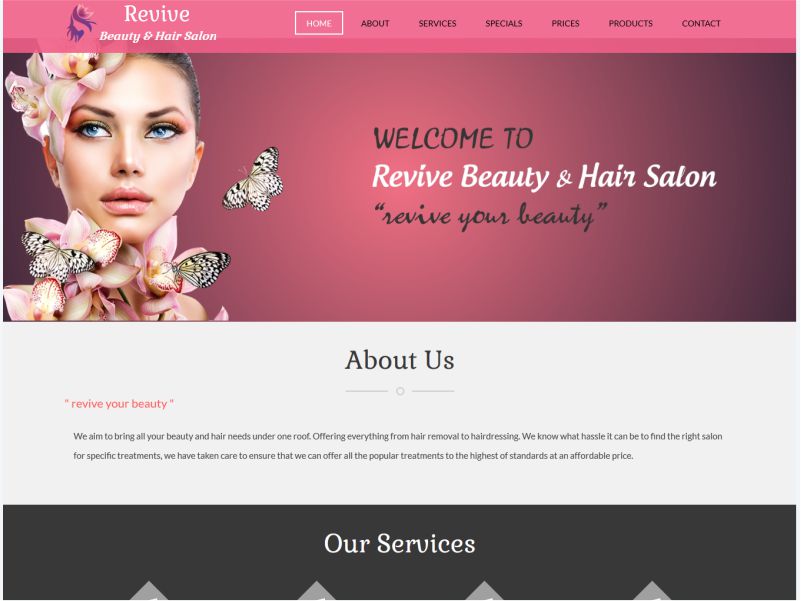 Revive
Beauty & Hair Salon
HOME ABOUT SERVICES SPECIALS PRICES PRODUCTS CONTACT
WELCOME TO
Revive Beauty & Hair Salon
“revive your beauty”
About Us
" revive your beauty "
We aim to bring all your beauty and hair needs under one roof. Offering everything from hair removal to hairdressing. We know what hassle it can be to find the right salon
for specific treatments, we have taken care to ensure that we can offer all the popular treatments to the highest of standards at an affordable price.
Our Services